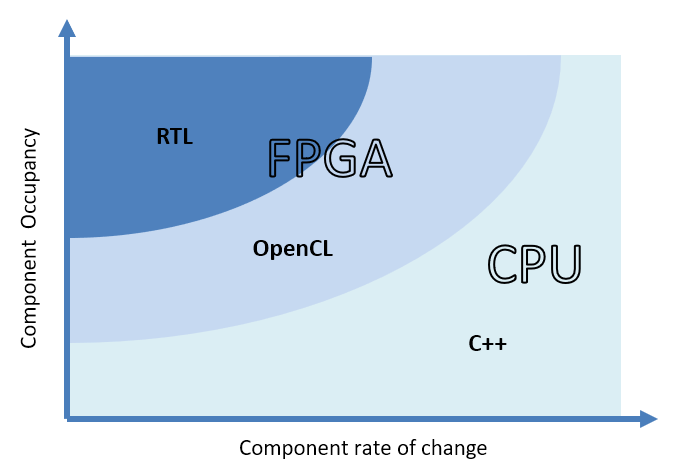 RTL
FPGA
OpenCL
CPU
C++
Component Occupancy
Component rate of change